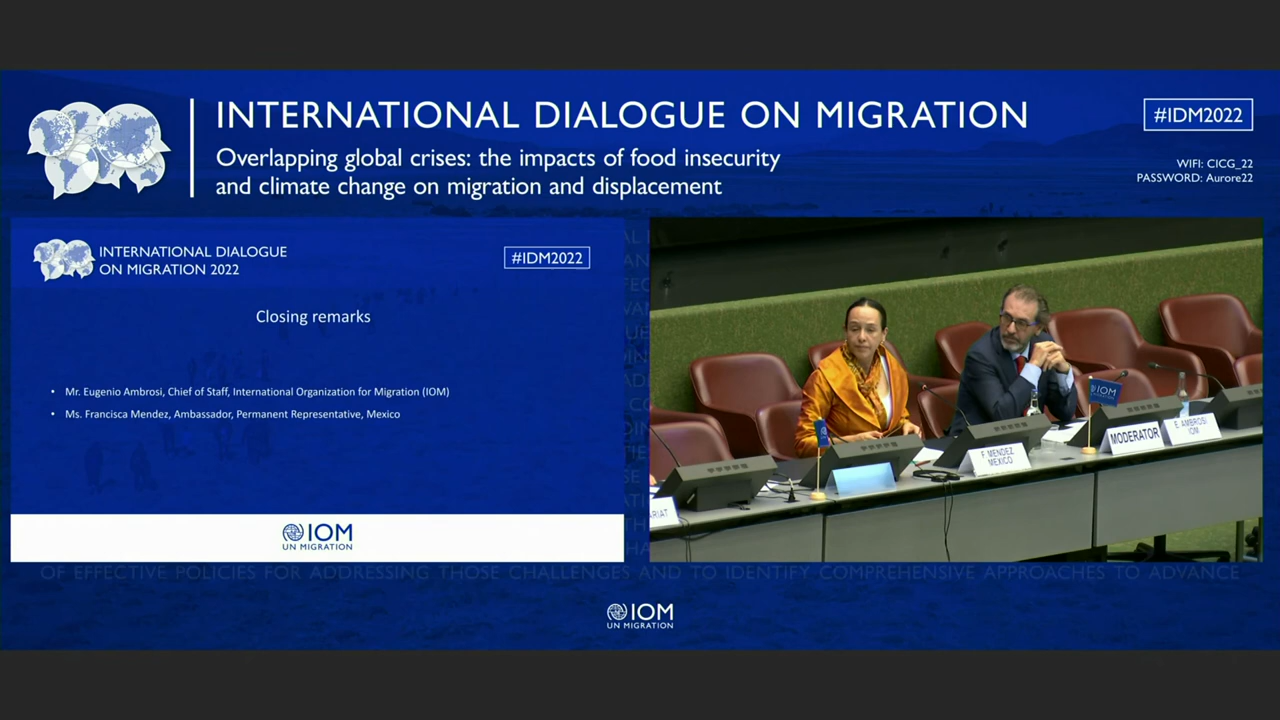 INTERNATIONAL DIALOGUE ON MIGRATION
Overlapping global crises: the impacts of food insecurity
and climate change on migration and displacement
#IDM2022
WIFI: CICG_22
PASSWORD: Aurore22
INTERNATIONAL DIALOGUE
ON MIGRATION 2022
#IDM2022
Closing remarks
• Mr. Eugenio Ambrosi, Chief of Staff, International Organization for Migration (IOM)
• Ms. Francisca Mendez, Ambassador, Permanent Representative, Mexico
IOM
UN MIGRATION
IOM
F. MENDEZ
MEXICO
MODERATOR
E. AMBROSI
IOM
OF EFFECTIVE POLICIES FOR ADDRESSING THOSE CHALLENGES AND TO IDENTIFY COMPREHENSIVE APPROACHES TO ADVANCE
IOM
UN MIGRATION